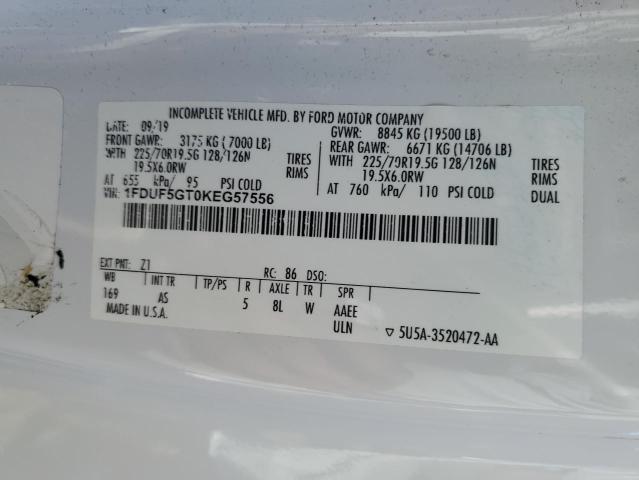 INCOMPLETE VEHICLE MFD. BY FORD MOTOR COMPANY
DATE: 09/19 GVWR: 8845 KG (19500 LB)
FRONT GAWR: 3175 KG (7000 LB) REAR GAWR: 6671 KG (14706 LB)
WITH 225/70R19.5G 128/126N TIRES WITH 225/70R19.5G 128/126N TIRES
19.5X6.0RW RIMS 19.5X6.0RW RIMS
AT 655 kPa/ 95 PSI COLD AT 760 kPa/ 110 PSI COLD DUAL
VIN: 1FDUF5GT0KEG57556
EXT PNT: Z1 RC: 86 DSO:
WB INT TR TP/PS R AXLE TR SPR
169 AS 5 8L W AAEE
MADE IN U.S.A. ULN ▽ 5U5A-3520472-AA